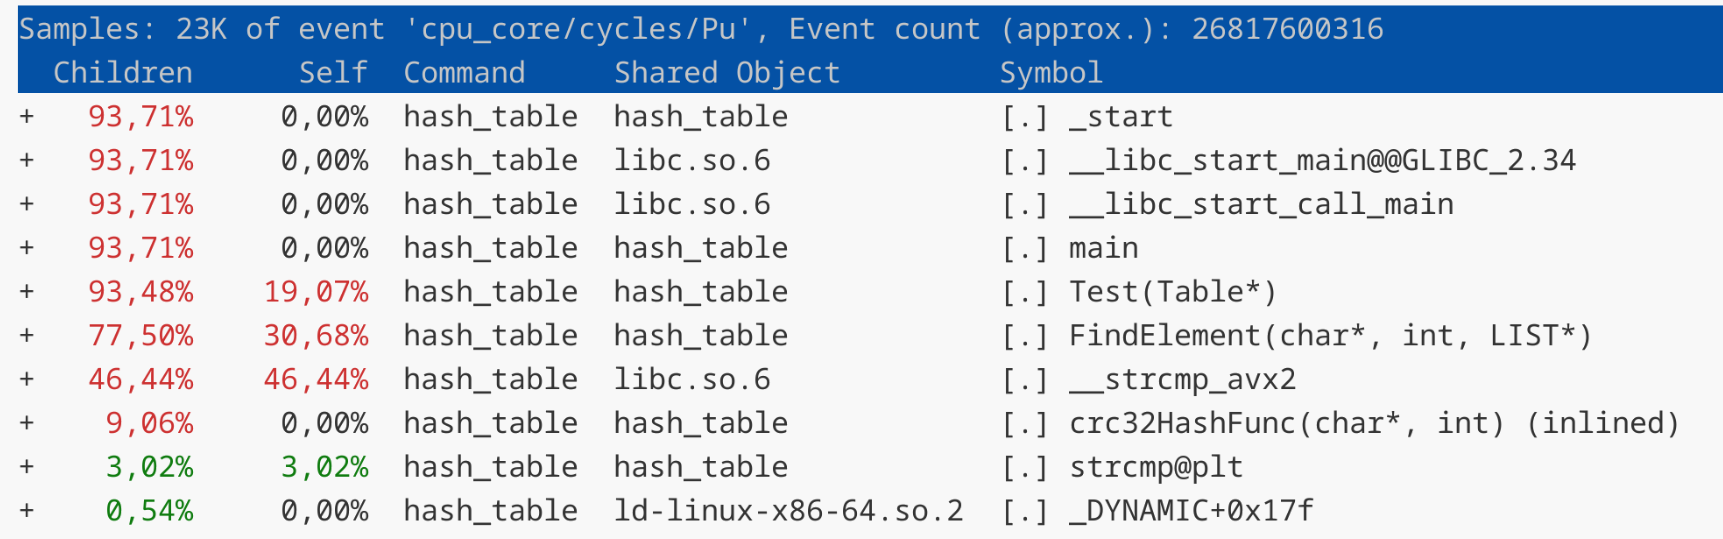 Samples: 23K of event 'cpu_core/cycles/Pu', Event count (approx.): 26817600316
Children Self Command Shared Object Symbol
+ 93,71% 0,00% hash_table hash_table [.] _start
+ 93,71% 0,00% hash_table libc.so.6 [.] __libc_start_main@@GLIBC_2.34
+ 93,71% 0,00% hash_table libc.so.6 [.] __libc_start_call_main
+ 93,71% 0,00% hash_table hash_table [.] main
+ 93,48% 19,07% hash_table hash_table [.] Test(Table*)
+ 77,50% 30,68% hash_table hash_table [.] FindElement(char*, int, LIST*)
+ 46,44% 46,44% hash_table libc.so.6 [.] __strcmp_avx2
+ 9,06% 0,00% hash_table hash_table [.] crc32HashFunc(char*, int) (inlined)
+ 3,02% 3,02% hash_table hash_table [.] strcmp@plt
+ 0,54% 0,00% hash_table ld-linux-x86-64.so.2 [.] _DYNAMIC+0x17f